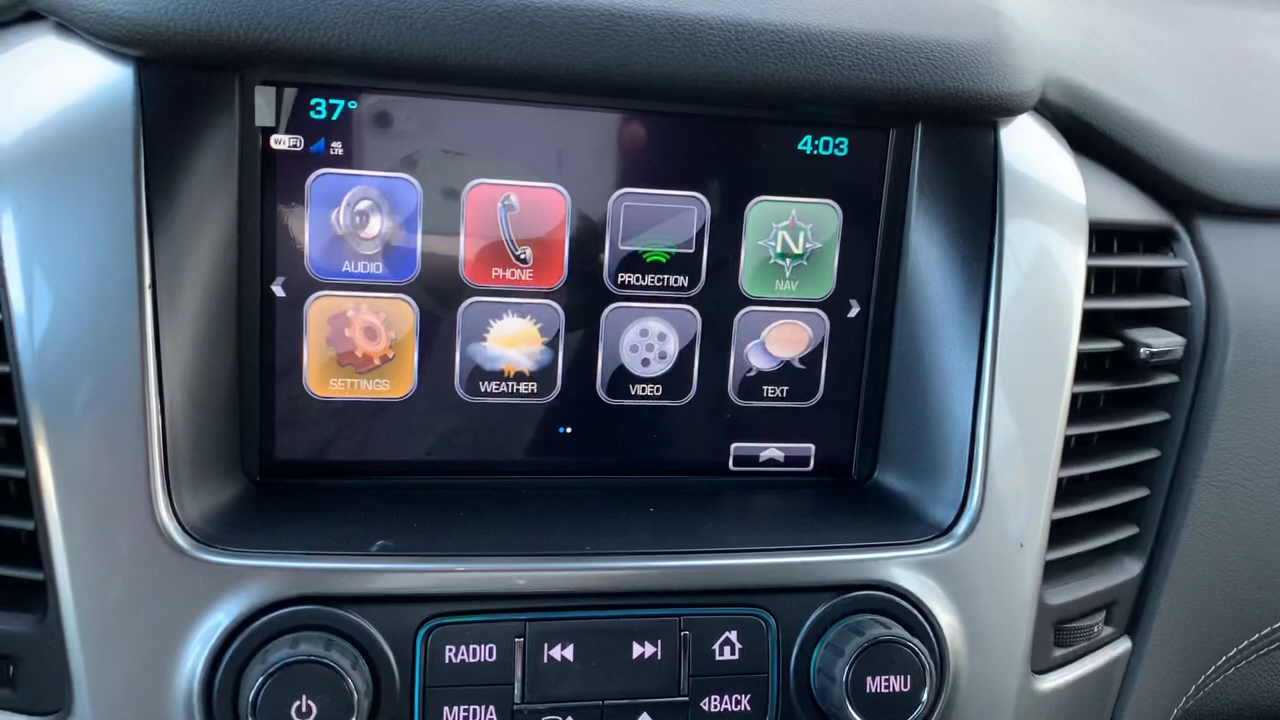 37°
WiFi 4G LTE
4:03
AUDIO PHONE PROJECTION N NAV
SETTINGS WEATHER VIDEO TEXT
RADIO
MEDIA
BACK
MENU